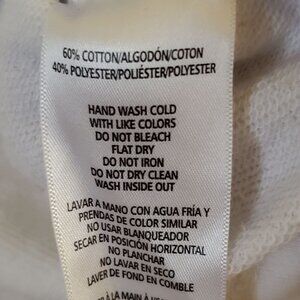 60% COTTON/ALGODÓN/COTON
40% POLYESTER/POLIÉSTER/POLYESTER
HAND WASH COLD
WITH LIKE COLORS
DO NOT BLEACH
FLAT DRY
DO NOT IRON
DO NOT DRY CLEAN
WASH INSIDE OUT
LAVAR A MANO CON AGUA FRÍA Y
PRENDAS DE COLOR SIMILAR
NO USAR BLANQUEADOR
SECAR EN POSICIÓN HORIZONTAL
NO PLANCHAR
NO LAVAR EN SECO
LAVER DE FOND EN COMBLE
À LA MAIN À